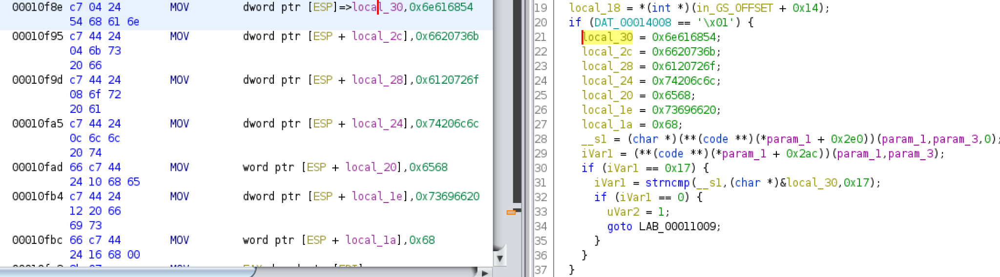 00010f8e c7 04 24 MOV dword ptr [ESP]=>local_30,0x6e616854
54 68 61 6e
00010f95 c7 44 24 MOV dword ptr [ESP + local_2c],0x6620736b
04 6b 73
20 66
00010f9d c7 44 24 MOV dword ptr [ESP + local_28],0x6120726f
08 6f 72
20 61
00010fa5 c7 44 24 MOV dword ptr [ESP + local_24],0x74206c6c
0c 6c 6c
20 74
00010fad 66 c7 44 MOV word ptr [ESP + local_20],0x6568
24 10 68 65
00010fb4 c7 44 24 MOV dword ptr [ESP + local_1e],0x73696620
12 20 66
69 73
00010fbc 66 c7 44 MOV word ptr [ESP + local_1a],0x68
24 16 68 00
19 local_18 = *(int *)(in_GS_OFFSET + 0x14);
20 if (DAT_00014008 == '\x01') {
21 local_30 = 0x6e616854;
22 local_2c = 0x6620736b;
23 local_28 = 0x6120726f;
24 local_24 = 0x74206c6c;
25 local_20 = 0x6568;
26 local_1e = 0x73696620;
27 local_1a = 0x68;
28 __s1 = (char *)(**(code **)(*param_1 + 0x2e0))(param_1,param_3,0);
29 iVar1 = (**(code **)(*param_1 + 0x2ac))(param_1,param_3);
30 if (iVar1 == 0x17) {
31 iVar1 = strncmp(__s1,(char *)&local_30,0x17);
32 if (iVar1 == 0) {
33 uVar2 = 1;
34 goto LAB_00011009;
35 }
36 }
37 }